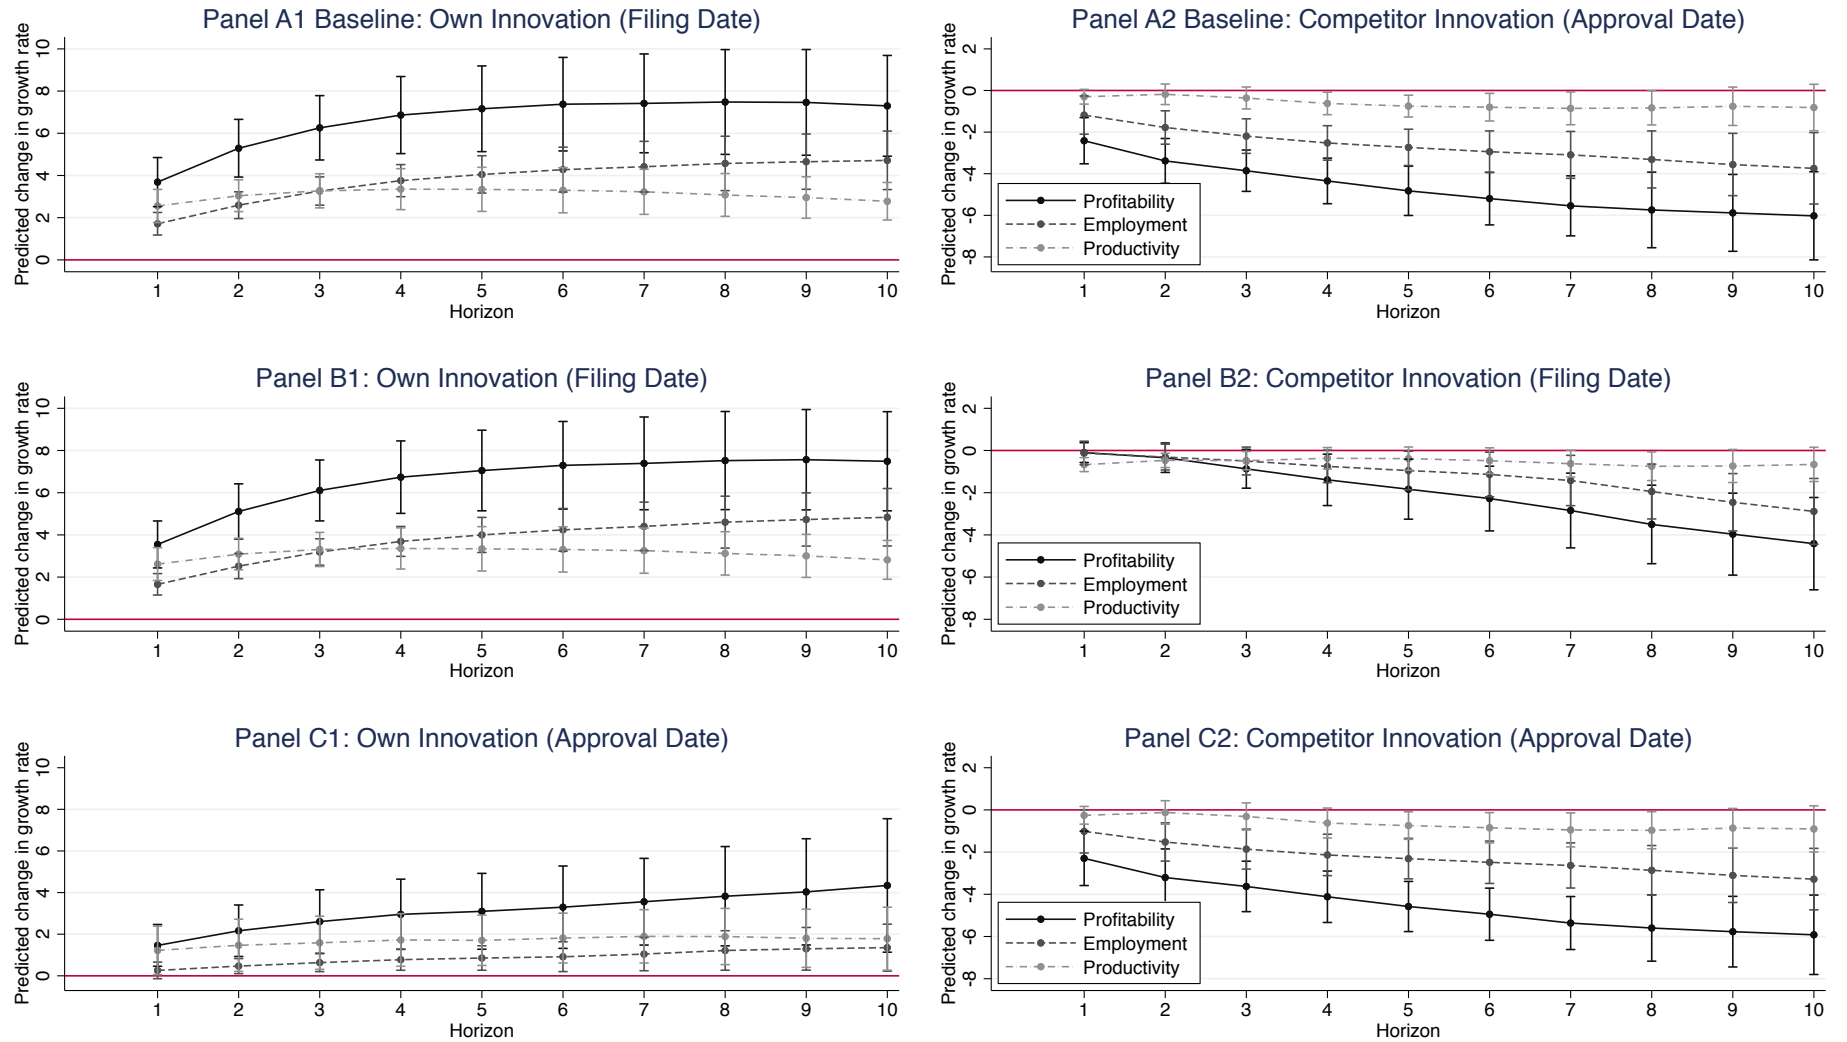 Panel A1 Baseline: Own Innovation (Filing Date)
Predicted change in growth rate
10
8
6
4
2
0
1 2 3 4 5 6 7 8 9 10
Horizon
Panel A2 Baseline: Competitor Innovation (Approval Date)
Predicted change in growth rate
2
0
-2
-4
-6
-8
Profitability
Employment
Productivity
1 2 3 4 5 6 7 8 9 10
Horizon
Panel B1: Own Innovation (Filing Date)
Predicted change in growth rate
10
8
6
4
2
0
1 2 3 4 5 6 7 8 9 10
Horizon
Panel B2: Competitor Innovation (Filing Date)
Predicted change in growth rate
2
0
-2
-4
-6
-8
Profitability
Employment
Productivity
1 2 3 4 5 6 7 8 9 10
Horizon
Panel C1: Own Innovation (Approval Date)
Predicted change in growth rate
10
8
6
4
2
0
1 2 3 4 5 6 7 8 9 10
Horizon
Panel C2: Competitor Innovation (Approval Date)
Predicted change in growth rate
2
0
-2
-4
-6
-8
Profitability
Employment
Productivity
1 2 3 4 5 6 7 8 9 10
Horizon